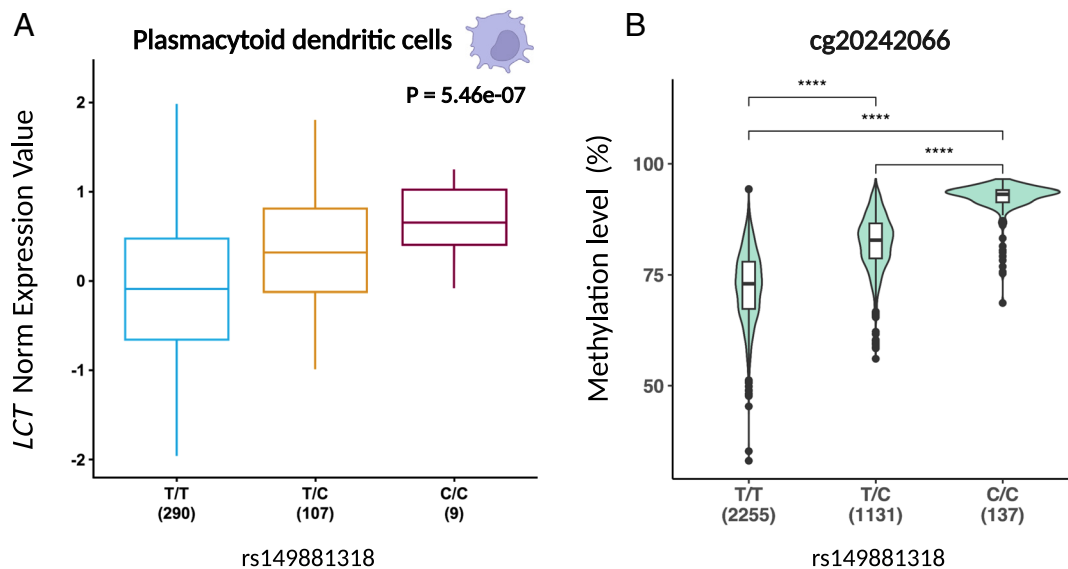 A
Plasmacytoid dendritic cells
P = 5.46e-07
LCT Norm Expression Value
2
1
0
-1
-2
T/T
(290)
T/C
(107)
C/C
(9)
rs149881318
B
cg20242066
****
****
****
Methylation level (%)
100
75
50
T/T
(2255)
T/C
(1131)
C/C
(137)
rs149881318